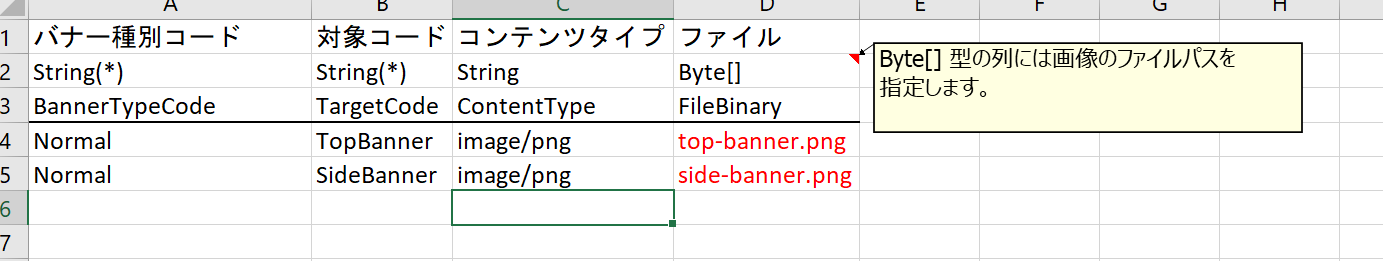 A B C D E F G H
1 バナー種別コード 対象コード コンテンツタイプ ファイル
2 String(*) String(*) String Byte[]
3 BannerTypeCode TargetCode ContentType FileBinary
4 Normal TopBanner image/png top-banner.png
5 Normal SideBanner image/png side-banner.png
6
7
Byte[] 型の列には画像のファイルパスを
指定します。